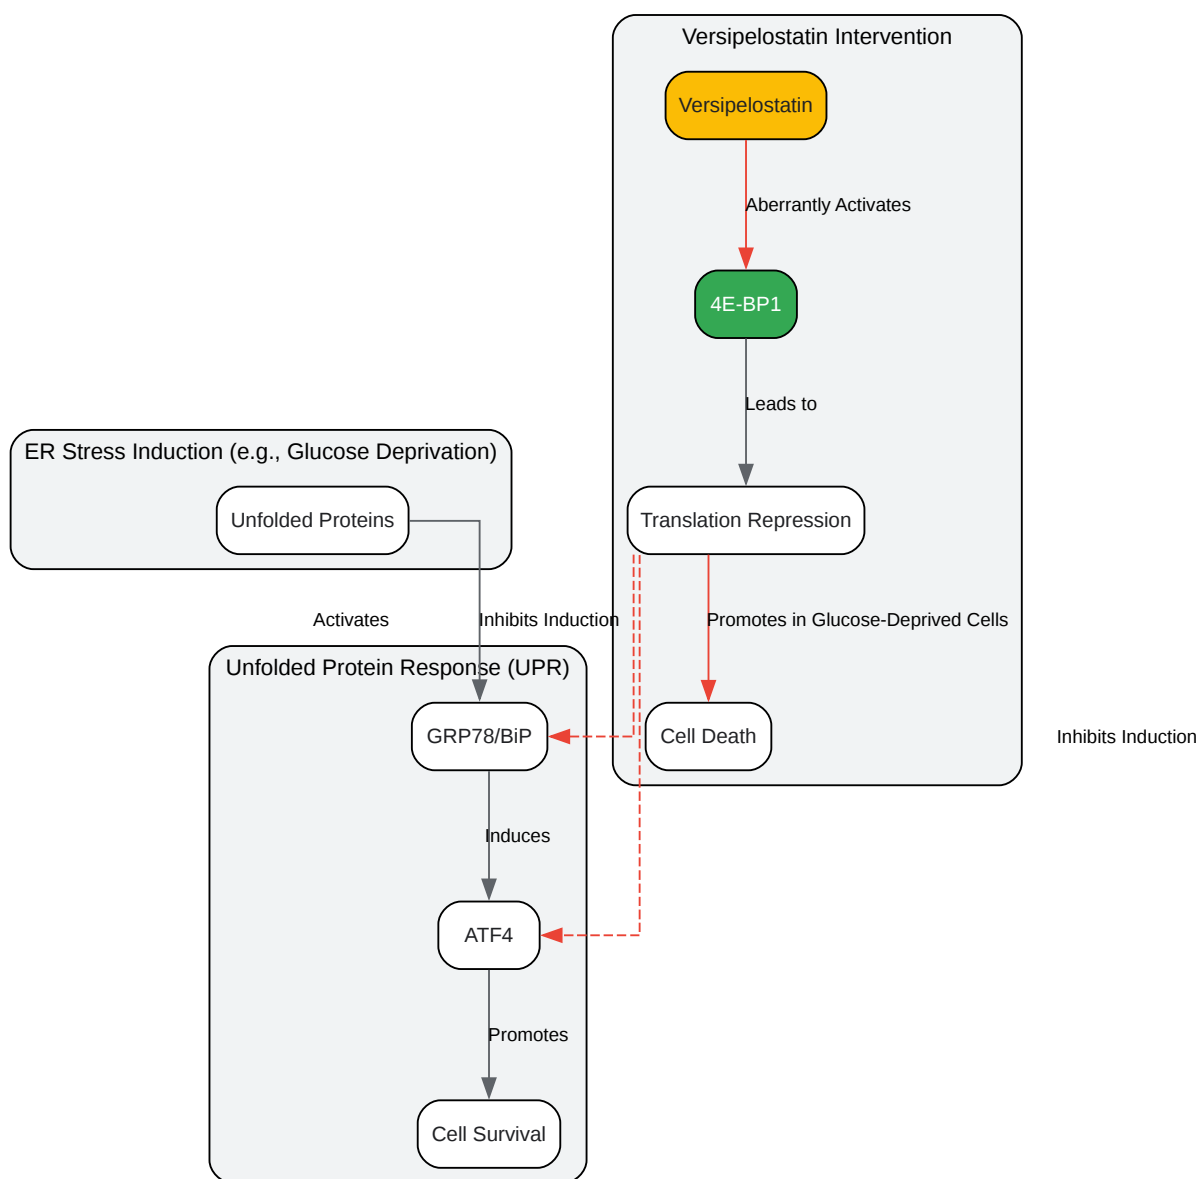 Versipelostatin Intervention
Versipelostatin
Aberrantly Activates
4E-BP1
Leads to
ER Stress Induction (e.g., Glucose Deprivation)
Unfolded Proteins
Translation Repression
Activates
Inhibits Induction
Promotes in Glucose-Deprived Cells
Unfolded Protein Response (UPR)
GRP78/BiP
Cell Death
Inhibits Induction
Induces
ATF4
Promotes
Cell Survival